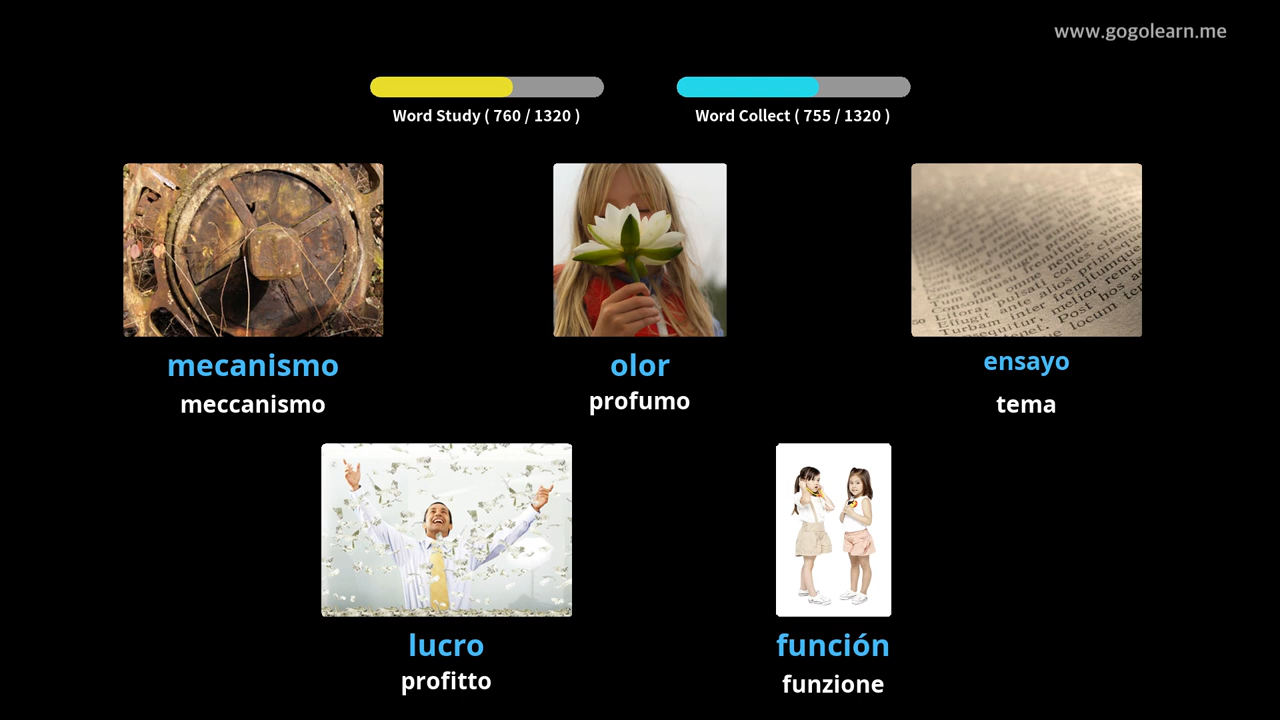 www.gogolearn.me
Word Study ( 760 / 1320 )
Word Collect ( 755 / 1320 )
mecanismo
meccanismo
olor
profumo
ensayo
tema
lucro
profitto
función
funzione